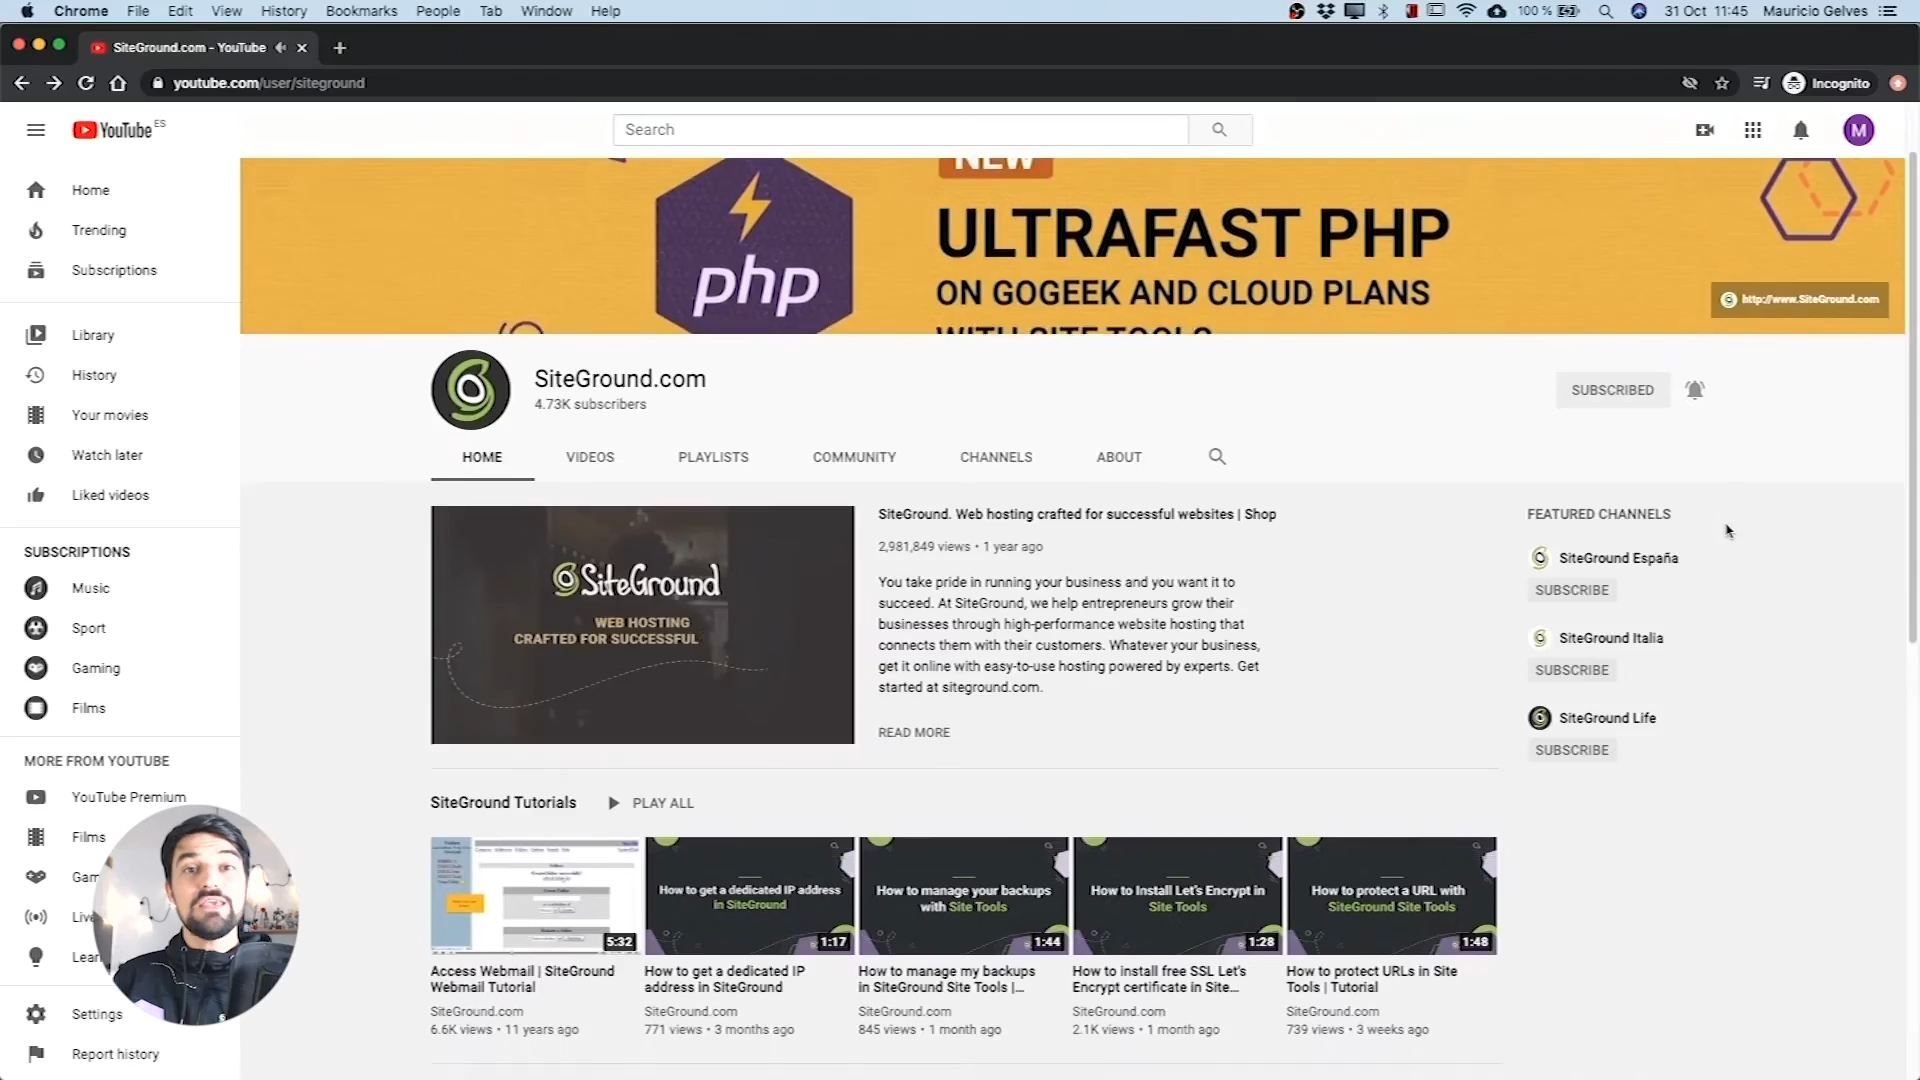 Chrome File Edit View History Bookmarks People Tab Window Help
100 % 31 Oct 11:45 Mauricio Gelves
SiteGround.com - YouTube
youtube.com/user/siteground
Incognito
YouTube ES
Search
M
Home
Trending
Subscriptions
Library
History
Your movies
Watch later
Liked videos
SUBSCRIPTIONS
Music
Sport
Gaming
Films
MORE FROM YOUTUBE
YouTube Premium
Films
Gam
Live
Lear
Settings
Report history
NEW
php
ULTRAFAST PHP
ON GOGEEK AND CLOUD PLANS
WITH SITE TOOLS
http://www.SiteGround.com
SiteGround.com
4.73K subscribers
SUBSCRIBED
HOME VIDEOS PLAYLISTS COMMUNITY CHANNELS ABOUT
SiteGround
WEB HOSTING
CRAFTED FOR SUCCESSFUL
SiteGround. Web hosting crafted for successful websites | Shop
2,981,849 views • 1 year ago
You take pride in running your business and you want it to
succeed. At SiteGround, we help entrepreneurs grow their
businesses through high-performance website hosting that
connects them with their customers. Whatever your business,
get it online with easy-to-use hosting powered by experts. Get
started at siteground.com.
READ MORE
FEATURED CHANNELS
SiteGround España
SUBSCRIBE
SiteGround Italia
SUBSCRIBE
SiteGround Life
SUBSCRIBE
SiteGround Tutorials PLAY ALL
5:32
Access Webmail | SiteGround
Webmail Tutorial
SiteGround.com
6.6K views • 11 years ago
How to get a dedicated IP address
in SiteGround
1:17
How to get a dedicated IP
address in SiteGround
SiteGround.com
771 views • 3 months ago
How to manage your backups
with Site Tools
1:44
How to manage my backups
in SiteGround Site Tools |...
SiteGround.com
845 views • 1 month ago
How to Install Let's Encrypt in
Site Tools
1:28
How to install free SSL Let's
Encrypt certificate in Site...
SiteGround.com
2.1K views • 1 month ago
How to protect a URL with
SiteGround Site Tools
1:48
How to protect URLs in Site
Tools | Tutorial
SiteGround.com
739 views • 3 weeks ago